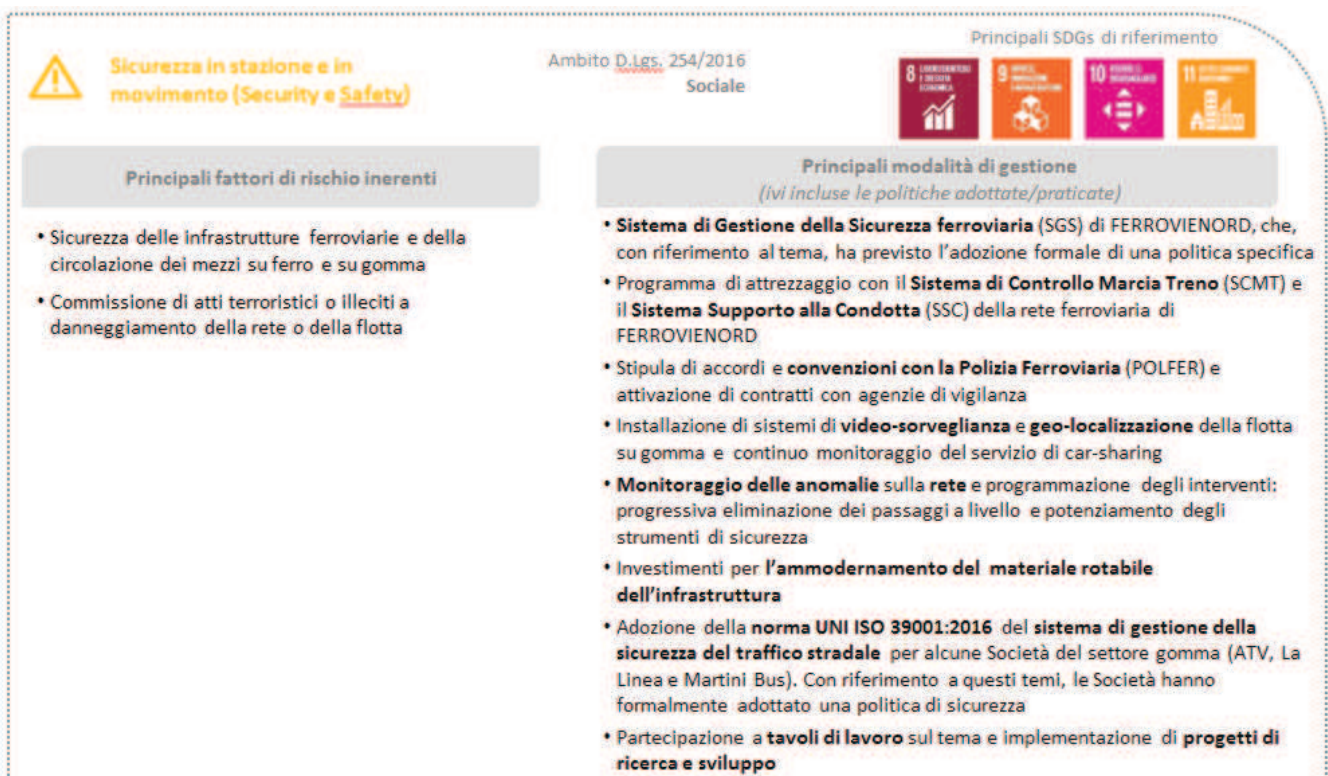 Principali SDGs di riferimento
Sicurezza in stazione e in
movimento (Security e Safety)
Ambito D.Lgs. 254/2016
Sociale
8
9
10
11
Principali fattori di rischio inerenti
• Sicurezza delle infrastrutture ferroviarie e della
circolazione dei mezzi su ferro e su gomma
• Commissione di atti terroristici o illeciti a
danneggiamento della rete o della flotta
Principali modalità di gestione
(ivi incluse le politiche adottate/praticate)
• Sistema di Gestione della Sicurezza ferroviaria (SGS) di FERROVIENORD, che,
con riferimento al tema, ha previsto l'adozione formale di una politica specifica
• Programma di attrezzaggio con il Sistema di Controllo Marcia Treno (SCMT) e
il Sistema Supporto alla Condotta (SSC) della rete ferroviaria di
FERROVIENORD
• Stipula di accordi e convenzioni con la Polizia Ferroviaria (POLFER) e
attivazione di contratti con agenzie di vigilanza
• Installazione di sistemi di video-sorveglianza e geo-localizzazione della flotta
su gomma e continuo monitoraggio del servizio di car-sharing
• Monitoraggio delle anomalie sulla rete e programmazione degli interventi:
progressiva eliminazione dei passaggi a livello e potenziamento degli
strumenti di sicurezza
• Investimenti per l'ammodernamento del materiale rotabile
dell'infrastruttura
• Adozione della norma UNI ISO 39001:2016 del sistema di gestione della
sicurezza del traffico stradale per alcune Società del settore gomma (ATV, La
Linea e Martini Bus). Con riferimento a questi temi, le Società hanno
formalmente adottato una politica di sicurezza
• Partecipazione a tavoli di lavoro sul tema e implementazione di progetti di
ricerca e sviluppo